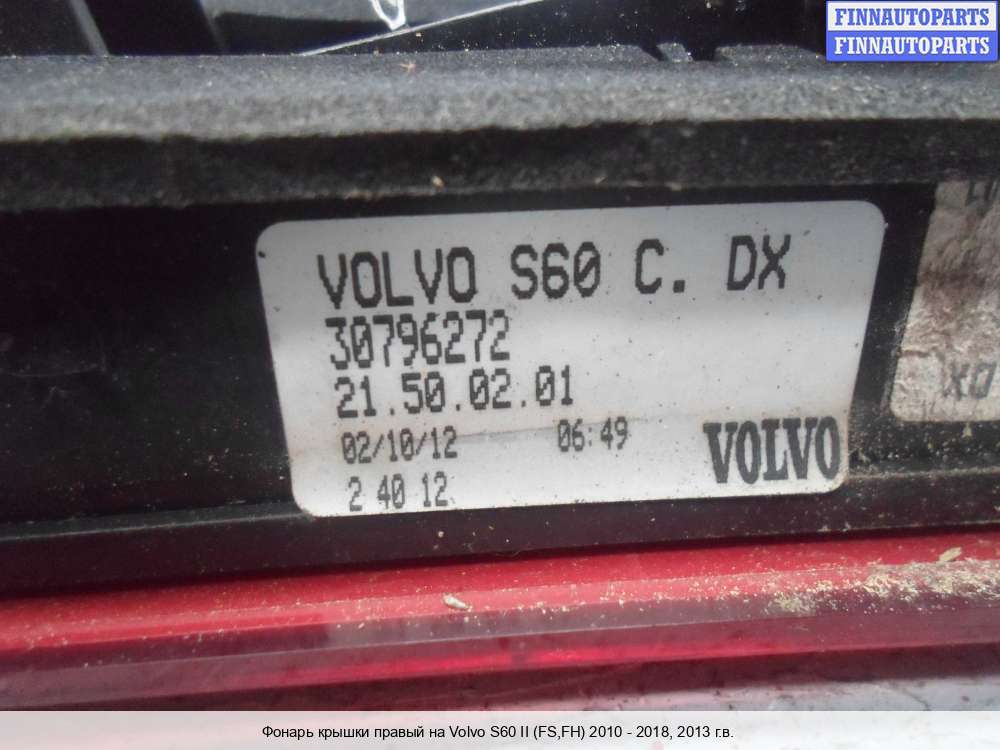 FINNAUTOPARTS
FINNAUTOPARTS
VOLVO S60 C. DX
30796272
21.50.02.01
02/10/12 06:49
2 40 12
VOLVO
DX
Фонарь крышки правый на Volvo S60 II (FS,FH) 2010 - 2018, 2013 г.в.